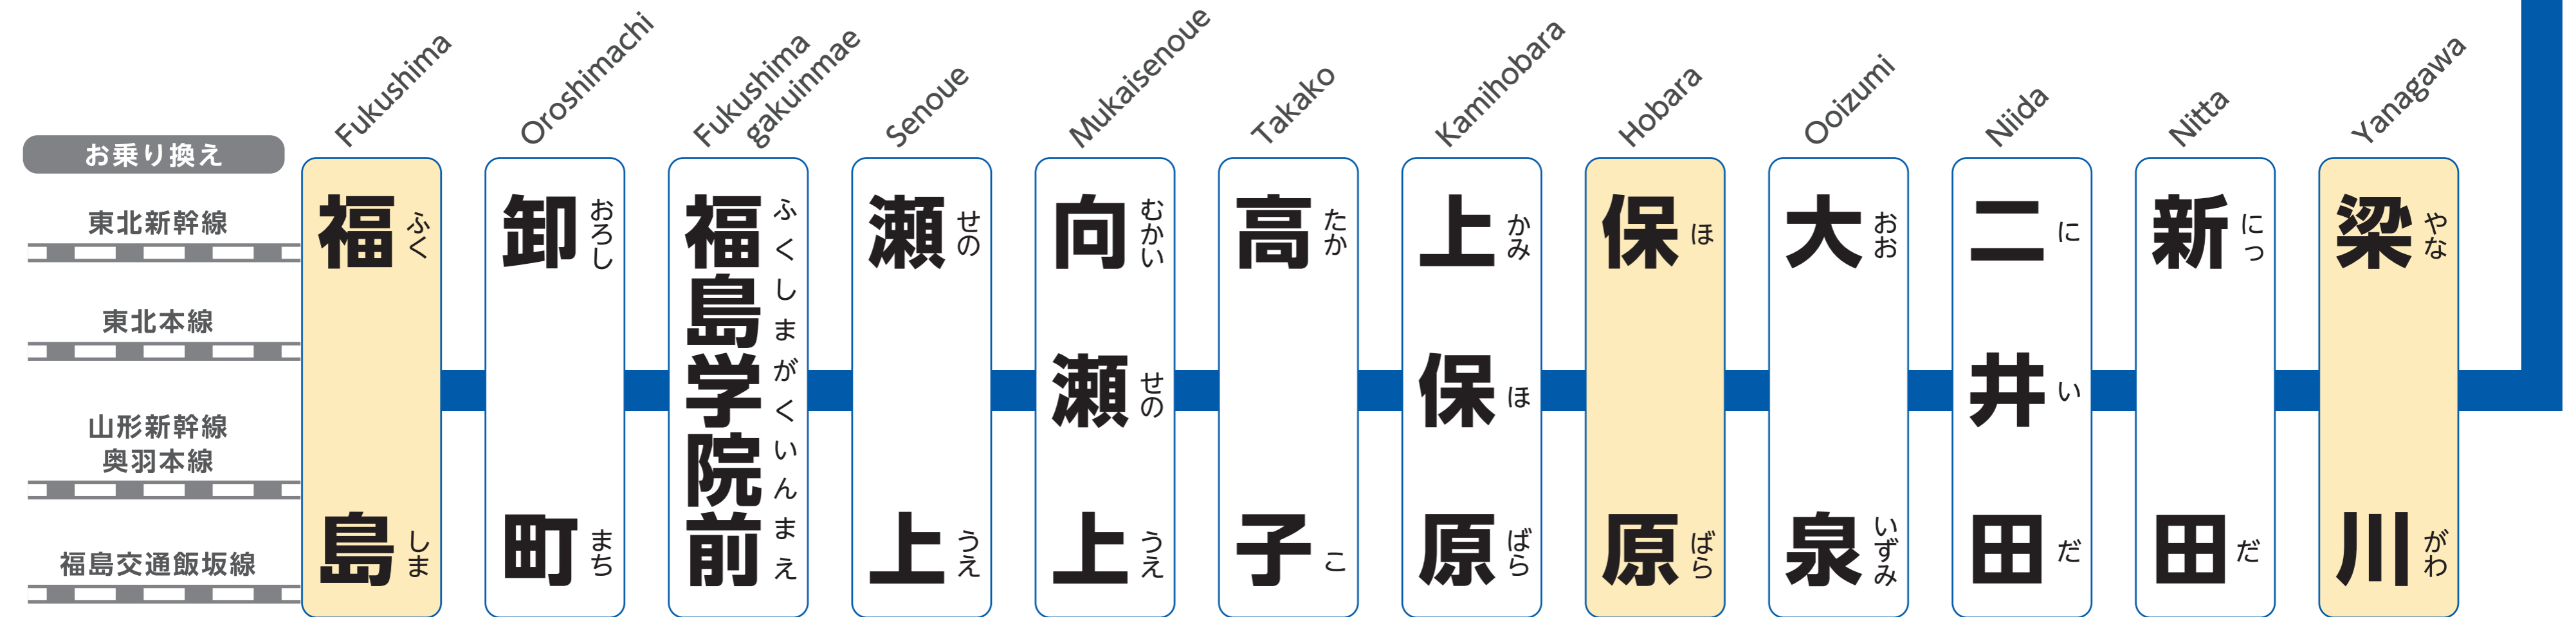 お乗り換え
東北新幹線
東北本線
山形新幹線
奥羽本線
福島交通飯坂線
Fukushima
福島
ふくしま
Oroshimachi
卸町
おろしまち
Fukushima
gakuinmae
福島学院前
ふくしまがくいんまえ
Senoue
瀬上
せのうえ
Mukaisenoue
向瀬上
むかいせのうえ
Takako
高子
たかこ
Kamihobara
上保原
かみほばら
Hobara
保原
ほばら
Ooizumi
大泉
おおいずみ
Niida
二井田
にいだ
Nitta
新田
にっだ
Yanagawa
梁川
やながわ